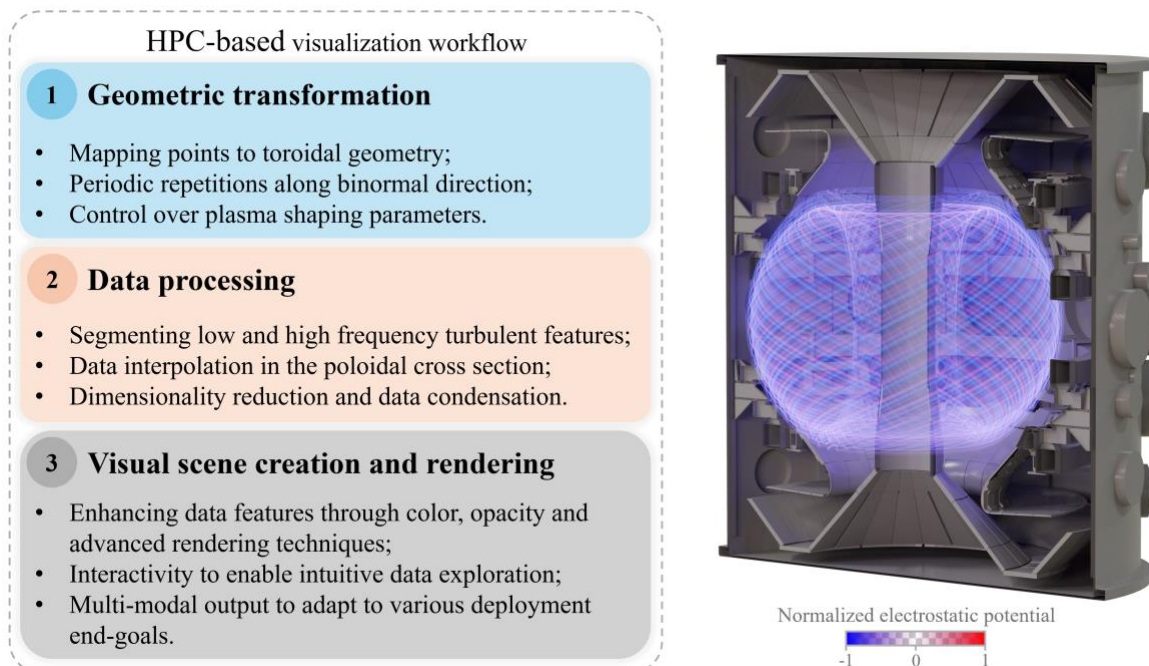 HPC-based visualization workflow
1 Geometric transformation
• Mapping points to toroidal geometry;
• Periodic repetitions along binormal direction;
• Control over plasma shaping parameters.
2 Data processing
• Segmenting low and high frequency turbulent features;
• Data interpolation in the poloidal cross section;
• Dimensionality reduction and data condensation.
3 Visual scene creation and rendering
• Enhancing data features through color, opacity and
advanced rendering techniques;
• Interactivity to enable intuitive data exploration;
• Multi-modal output to adapt to various deployment
end-goals.
Normalized electrostatic potential
-1 0 1